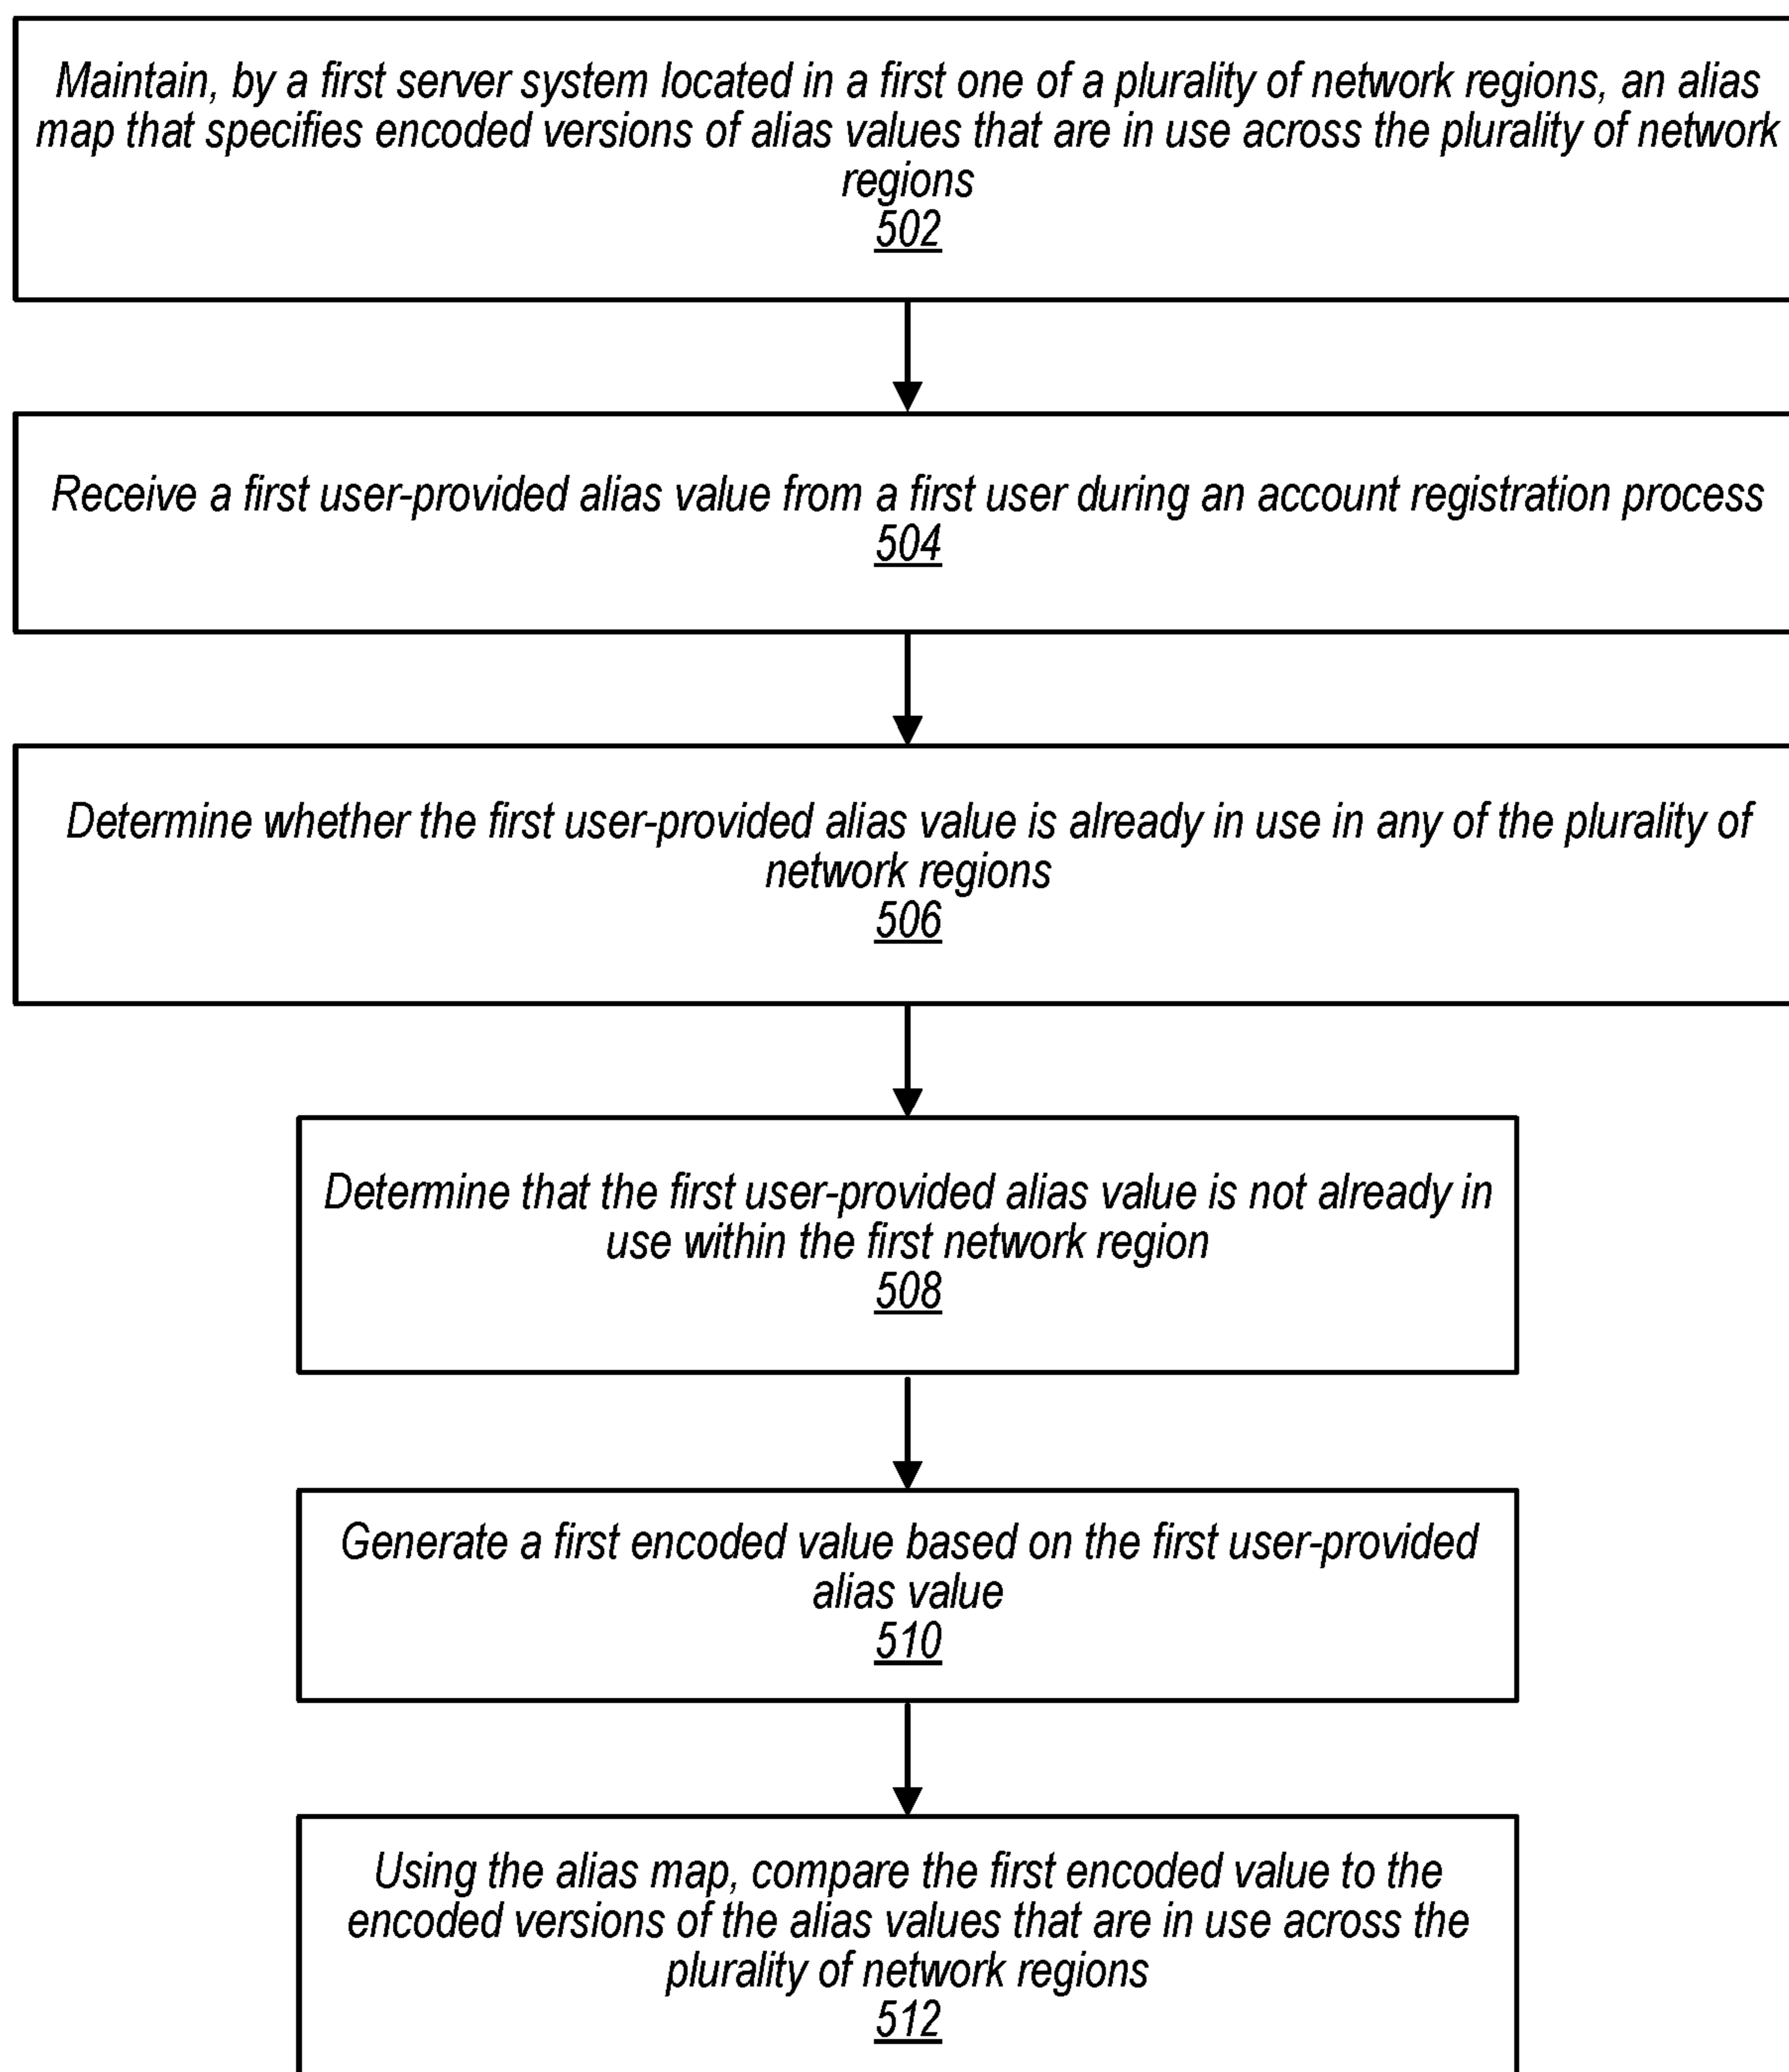 Maintain, by a first server system located in a first one of a plurality of network regions, an alias
map that specifies encoded versions of alias values that are in use across the plurality of network
regions
502
Receive a first user-provided alias value from a first user during an account registration process
504
Determine whether the first user-provided alias value is already in use in any of the plurality of
network regions
506
Determine that the first user-provided alias value is not already in
use within the first network region
508
Generate a first encoded value based on the first user-provided
alias value
510
Using the alias map, compare the first encoded value to the
encoded versions of the alias values that are in use across the
plurality of network regions
512